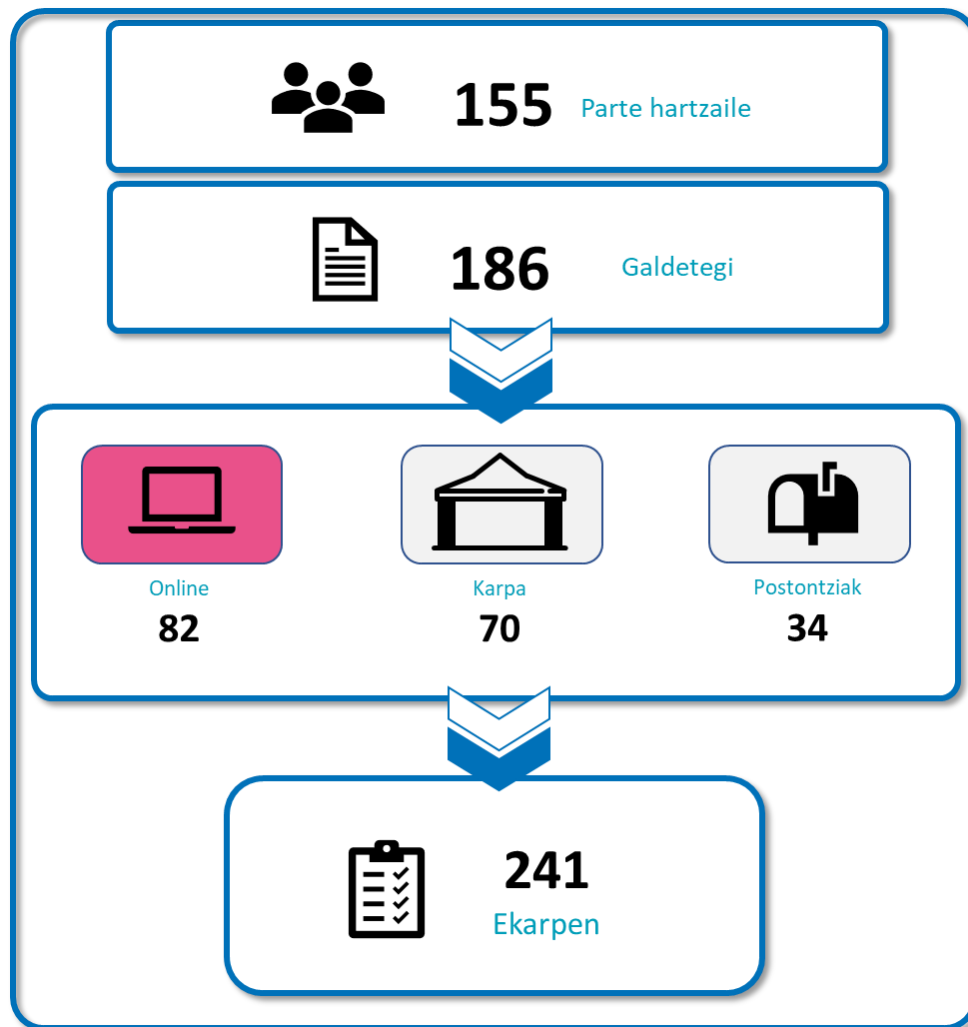 155 Parte hartzaile
186 Galdetegi
Online Karpa Postontziak
82 70 34
241
Ekarpen